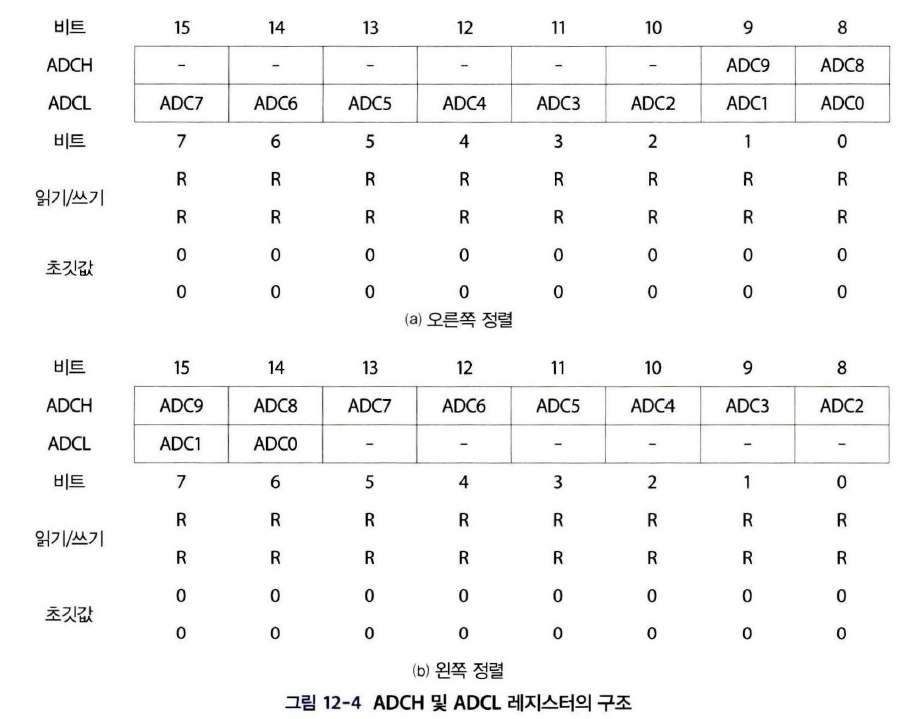 비트 15 14 13 12 11 10 9 8
ADCH - - - - - - ADC9 ADC8
ADCL ADC7 ADC6 ADC5 ADC4 ADC3 ADC2 ADC1 ADC0
비트 7 6 5 4 3 2 1 0
읽기/쓰기 R R R R R R R R
R R R R R R R R
초깃값 0 0 0 0 0 0 0 0
0 0 0 0 0 0 0 0
(a) 오른쪽 정렬
비트 15 14 13 12 11 10 9 8
ADCH ADC9 ADC8 ADC7 ADC6 ADC5 ADC4 ADC3 ADC2
ADCL ADC1 ADC0 - - - - - -
비트 7 6 5 4 3 2 1 0
읽기/쓰기 R R R R R R R R
R R R R R R R R
초깃값 0 0 0 0 0 0 0 0
0 0 0 0 0 0 0 0
(b) 왼쪽 정렬
그림 12-4 ADCH 및 ADCL 레지스터의 구조